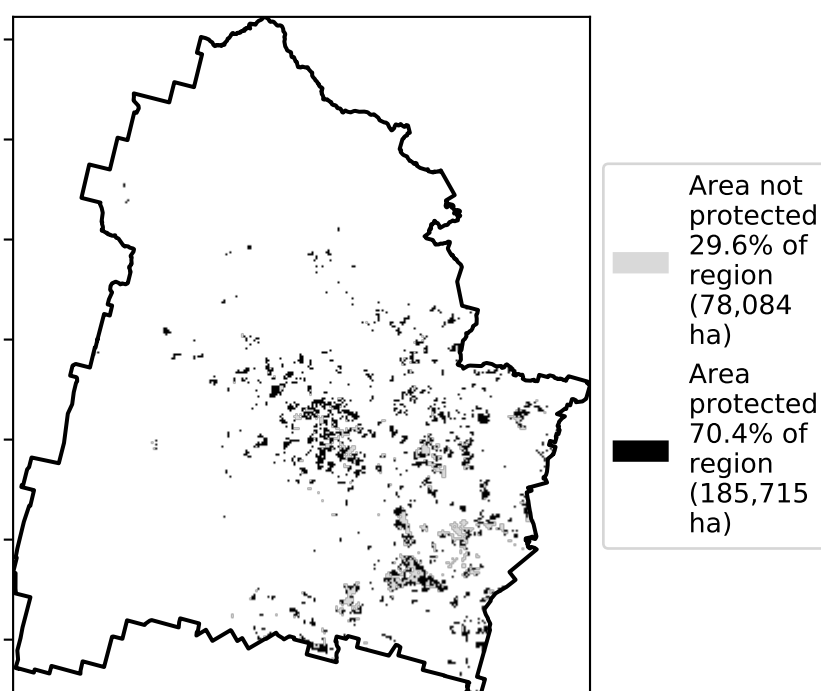 Area not
protected
29.6% of
region
(78,084
ha)
Area
protected
70.4% of
region
(185,715
ha)